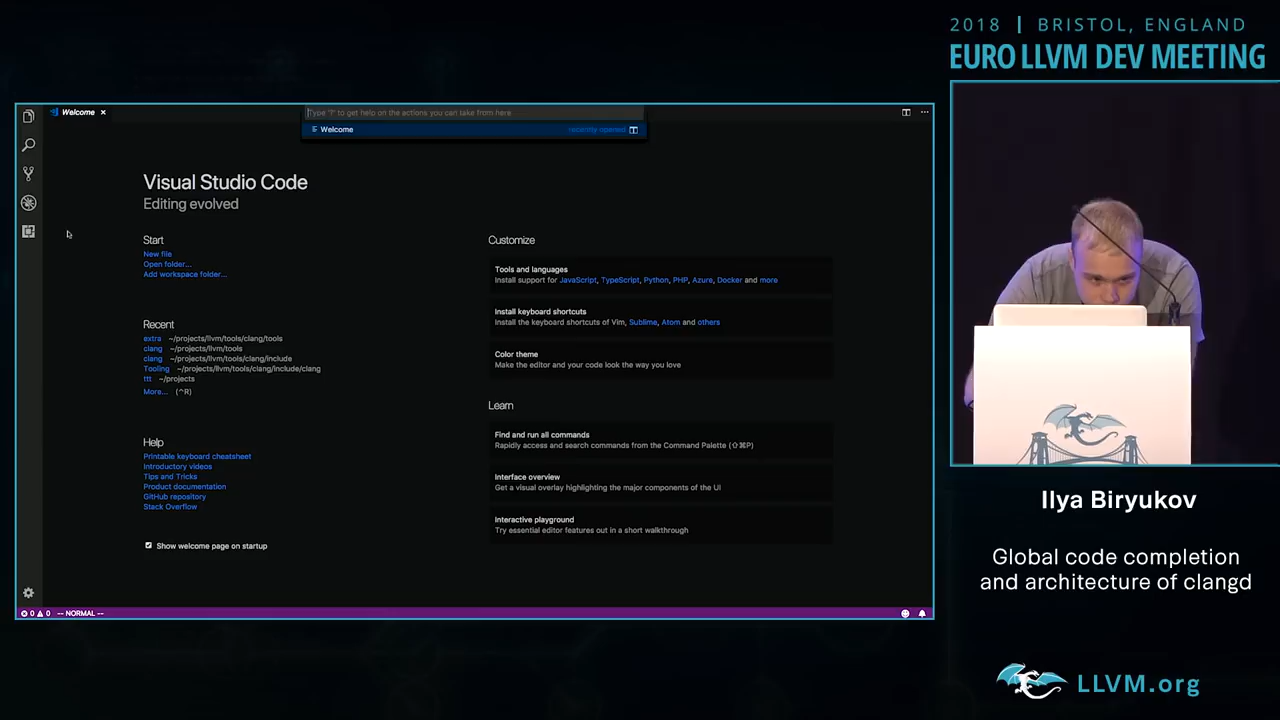 2018 | BRISTOL, ENGLAND
EURO LLVM DEV MEETING
Welcome
Type '?' to get help on the actions you can take from here
Welcome recently opened
Visual Studio Code
Editing evolved
Start
New file
Open folder...
Add workspace folder...
Recent
extra ~/projects/llvm/tools/clang/tools
clang ~/projects/llvm/tools
clang ~/projects/llvm/tools/clang/include
Tooling ~/projects/llvm/tools/clang/include/clang
ttt ~/projects
More... (^R)
Help
Printable keyboard cheatsheet
Introductory videos
Tips and Tricks
Product documentation
GitHub repository
Stack Overflow
Show welcome page on startup
Customize
Tools and languages
Install support for JavaScript, TypeScript, Python, PHP, Azure, Docker and more
Install keyboard shortcuts
Install the keyboard shortcuts of Vim, Sublime, Atom and others
Color theme
Make the editor and your code look the way you love
Learn
Find and run all commands
Rapidly access and search commands from the Command Palette (⇧⌘P)
Interface overview
Get a visual overlay highlighting the major components of the UI
Interactive playground
Try essential editor features out in a short walkthrough
0 0 -- NORMAL --
Ilya Biryukov
Global code completion
and architecture of clangd
LLVM.org